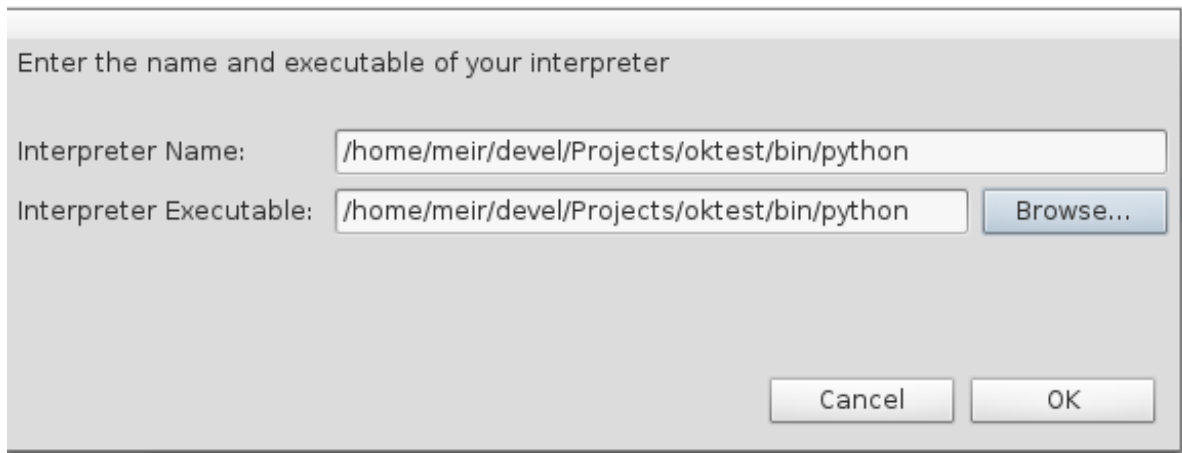 Enter the name and executable of your interpreter
Interpreter Name: /home/meir/devel/Projects/oktest/bin/python
Interpreter Executable: /home/meir/devel/Projects/oktest/bin/python Browse...
Cancel OK